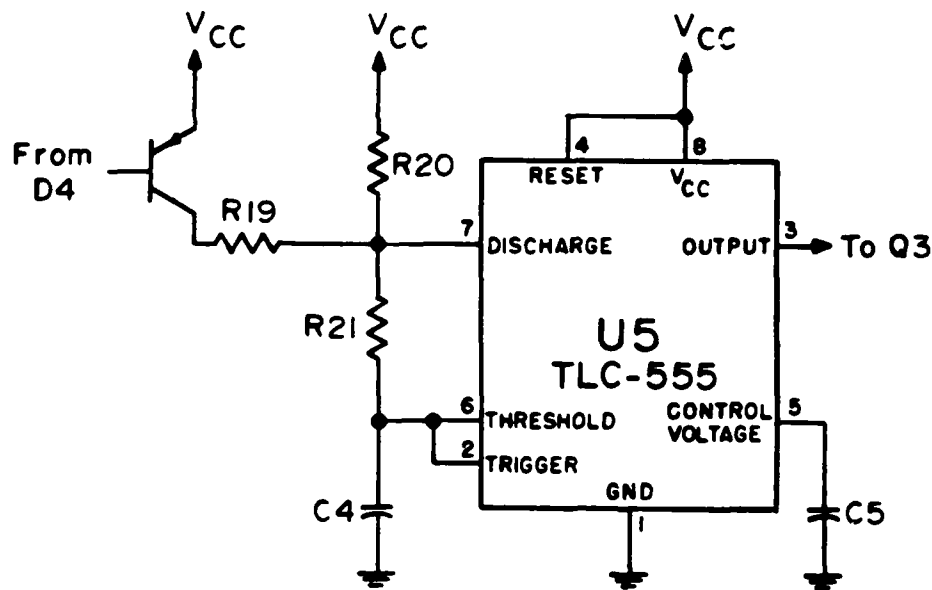 VCC
VCC
VCC
From
D4
R19
R20
4
8
RESET
VCC
7
DISCHARGE
3
OUTPUT
To Q3
R21
U5
TLC-555
6
THRESHOLD
CONTROL
VOLTAGE
5
2
TRIGGER
C4
GND
1
C5